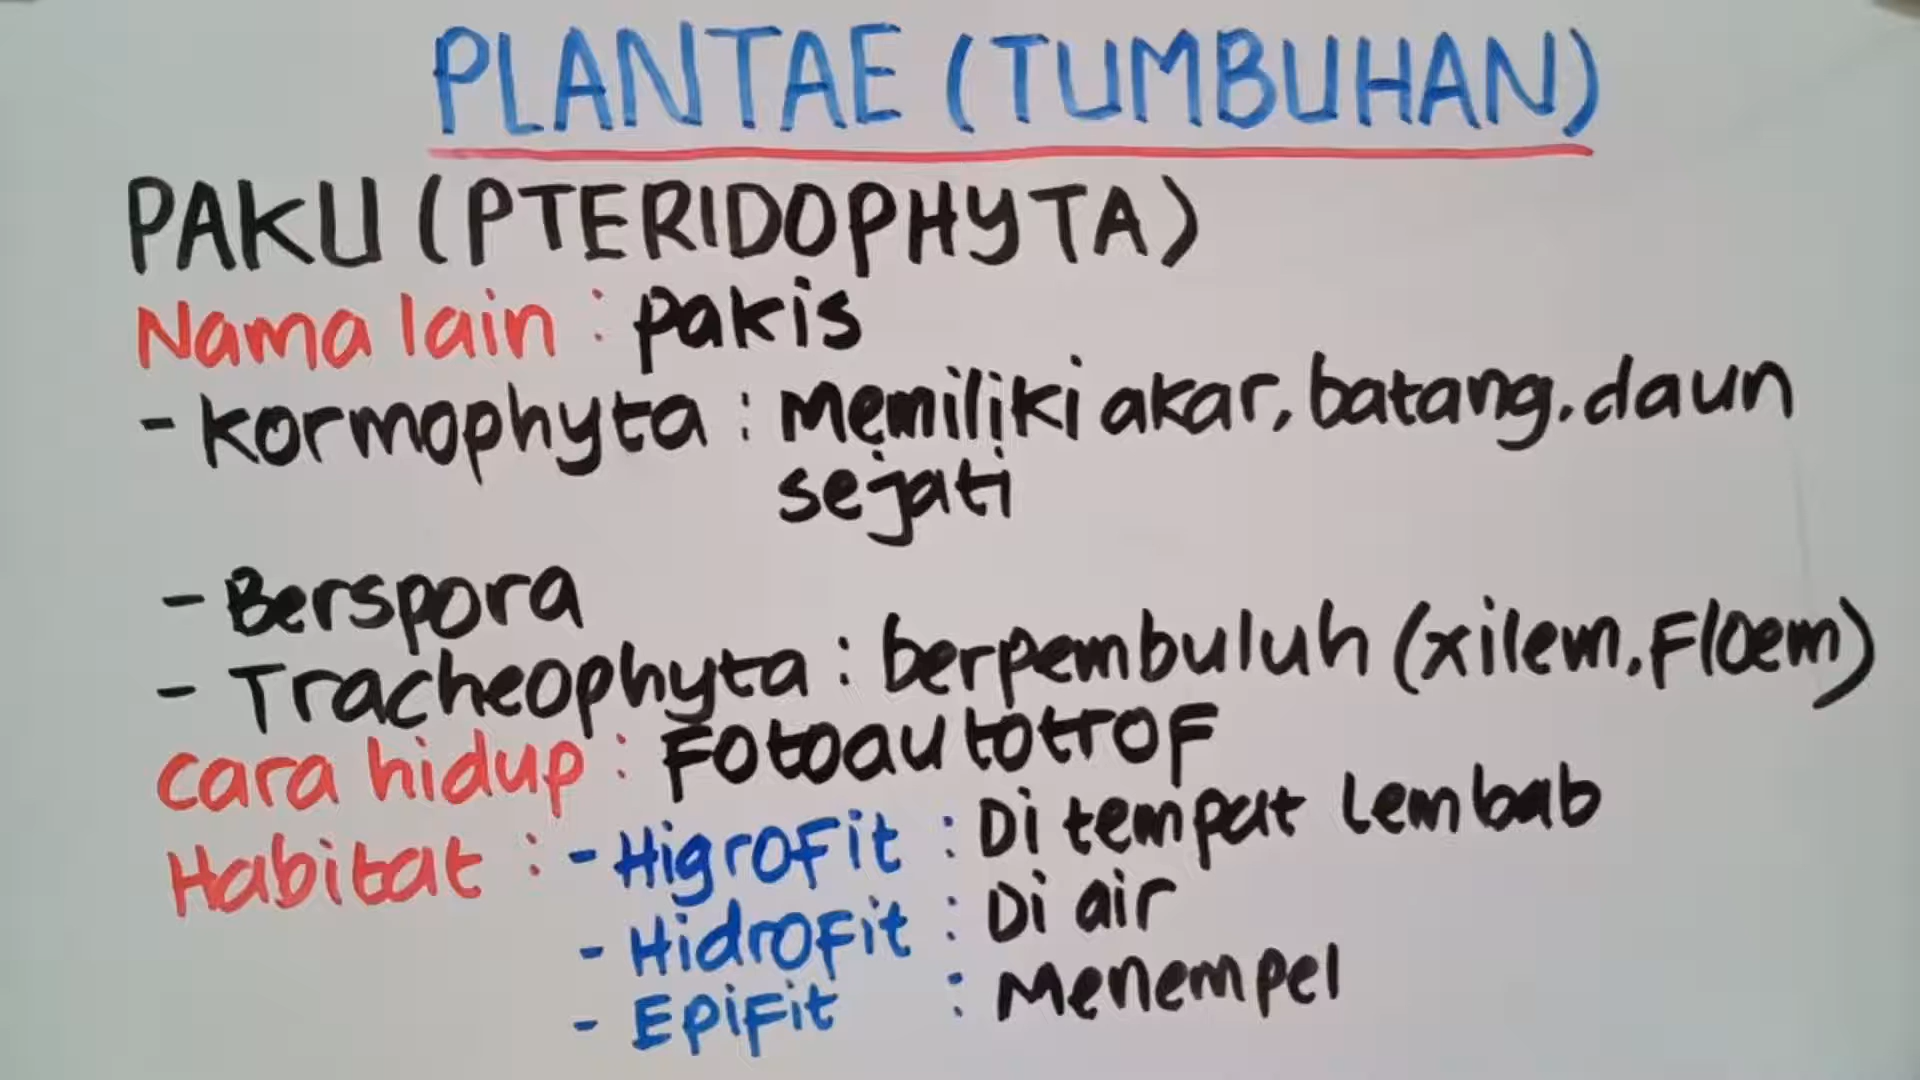 PLANTAE (TUMBUHAN)
PAKU (PTERIDOPHYTA)
Nama lain : pakis
- Kormophyta : Memiliki akar, batang, daun
sejati
- Berspora
- Tracheophyta : berpembuluh (xilem, Floem)
Cara hidup : Fotoautotrof
Habitat : - Higrofit : Di tempat lembab
- Hidrofit : Di air
- Epifit : Menempel